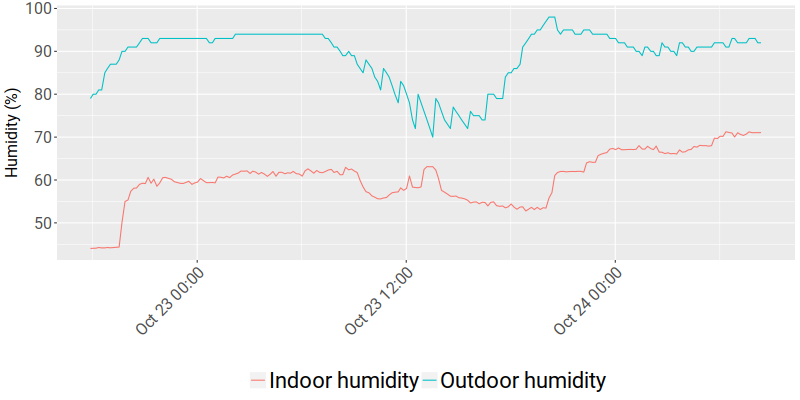 100
90
80
70
60
50
Humidity (%)
Oct 23 00:00
Oct 23 12:00
Oct 24 00:00
Indoor humidity
Outdoor humidity